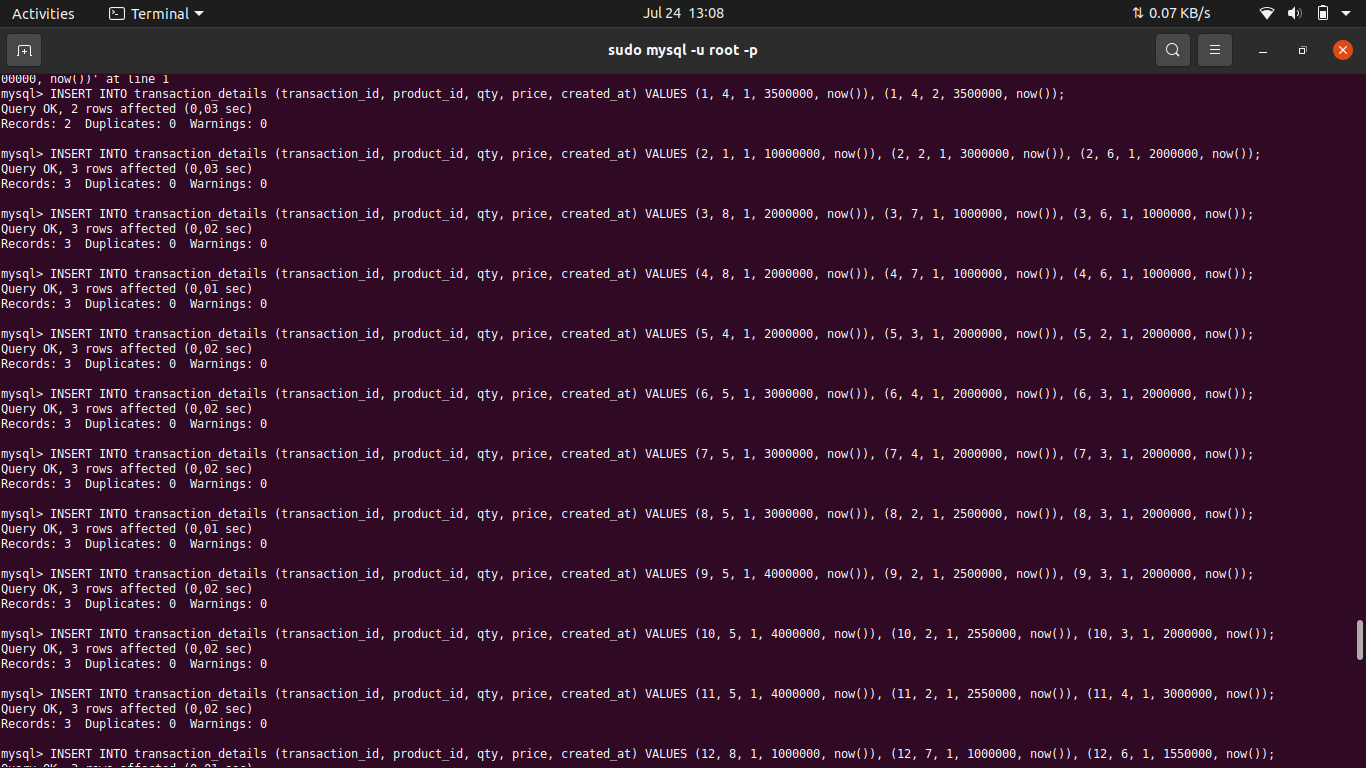 Activities Terminal Jul 24 13:08 0.07 KB/s
sudo mysql -u root -p
00000, now())' at line 1
mysql> INSERT INTO transaction_details (transaction_id, product_id, qty, price, created_at) VALUES (1, 4, 1, 3500000, now()), (1, 4, 2, 3500000, now());
Query OK, 2 rows affected (0,03 sec)
Records: 2  Duplicates: 0  Warnings: 0
mysql> INSERT INTO transaction_details (transaction_id, product_id, qty, price, created_at) VALUES (2, 1, 1, 10000000, now()), (2, 2, 1, 3000000, now()), (2, 6, 1, 2000000, now());
Query OK, 3 rows affected (0,03 sec)
Records: 3  Duplicates: 0  Warnings: 0
mysql> INSERT INTO transaction_details (transaction_id, product_id, qty, price, created_at) VALUES (3, 8, 1, 2000000, now()), (3, 7, 1, 1000000, now()), (3, 6, 1, 1000000, now());
Query OK, 3 rows affected (0,02 sec)
Records: 3  Duplicates: 0  Warnings: 0
mysql> INSERT INTO transaction_details (transaction_id, product_id, qty, price, created_at) VALUES (4, 8, 1, 2000000, now()), (4, 7, 1, 1000000, now()), (4, 6, 1, 1000000, now());
Query OK, 3 rows affected (0,01 sec)
Records: 3  Duplicates: 0  Warnings: 0
mysql> INSERT INTO transaction_details (transaction_id, product_id, qty, price, created_at) VALUES (5, 4, 1, 2000000, now()), (5, 3, 1, 2000000, now()), (5, 2, 1, 2000000, now());
Query OK, 3 rows affected (0,02 sec)
Records: 3  Duplicates: 0  Warnings: 0
mysql> INSERT INTO transaction_details (transaction_id, product_id, qty, price, created_at) VALUES (6, 5, 1, 3000000, now()), (6, 4, 1, 2000000, now()), (6, 3, 1, 2000000, now());
Query OK, 3 rows affected (0,02 sec)
Records: 3  Duplicates: 0  Warnings: 0
mysql> INSERT INTO transaction_details (transaction_id, product_id, qty, price, created_at) VALUES (7, 5, 1, 3000000, now()), (7, 4, 1, 2000000, now()), (7, 3, 1, 2000000, now());
Query OK, 3 rows affected (0,02 sec)
Records: 3  Duplicates: 0  Warnings: 0
mysql> INSERT INTO transaction_details (transaction_id, product_id, qty, price, created_at) VALUES (8, 5, 1, 3000000, now()), (8, 2, 1, 2500000, now()), (8, 3, 1, 2000000, now());
Query OK, 3 rows affected (0,01 sec)
Records: 3  Duplicates: 0  Warnings: 0
mysql> INSERT INTO transaction_details (transaction_id, product_id, qty, price, created_at) VALUES (9, 5, 1, 4000000, now()), (9, 2, 1, 2500000, now()), (9, 3, 1, 2000000, now());
Query OK, 3 rows affected (0,02 sec)
Records: 3  Duplicates: 0  Warnings: 0
mysql> INSERT INTO transaction_details (transaction_id, product_id, qty, price, created_at) VALUES (10, 5, 1, 4000000, now()), (10, 2, 1, 2550000, now()), (10, 3, 1, 2000000, now());
Query OK, 3 rows affected (0,02 sec)
Records: 3  Duplicates: 0  Warnings: 0
mysql> INSERT INTO transaction_details (transaction_id, product_id, qty, price, created_at) VALUES (11, 5, 1, 4000000, now()), (11, 2, 1, 2550000, now()), (11, 4, 1, 3000000, now());
Query OK, 3 rows affected (0,02 sec)
Records: 3  Duplicates: 0  Warnings: 0
mysql> INSERT INTO transaction_details (transaction_id, product_id, qty, price, created_at) VALUES (12, 8, 1, 1000000, now()), (12, 7, 1, 1000000, now()), (12, 6, 1, 1550000, now());
Query OK, 3 rows affected (0,01 sec)